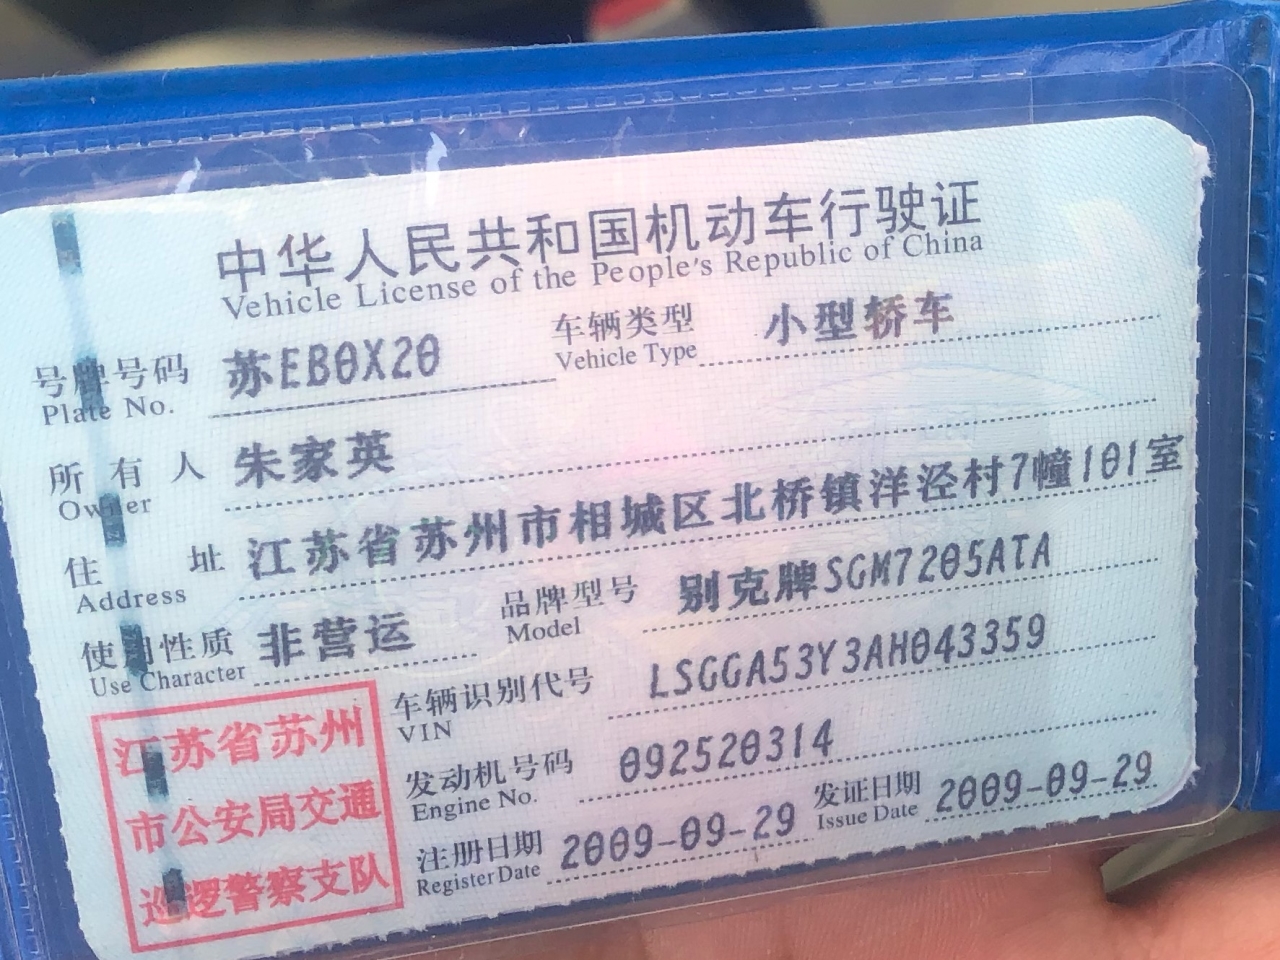 中华人民共和国机动车行驶证
Vehicle License of the People's Republic of China
号牌号码 苏EB0X20 车辆类型 小型轿车
Plate No. Vehicle Type
所有人 朱家英
Owner
住址 江苏省苏州市相城区北桥镇洋泾村7幢101室
Address
使用性质 非营运 品牌型号 别克牌SGM7205ATA
Use Character Model
车辆识别代号 LSGGA53Y3AH043359
VIN
发动机号码 092520314
Engine No.
注册日期 2009-09-29 发证日期 2009-09-29
Register Date Issue Date
江苏省苏州
市公安局交通
巡逻警察支队